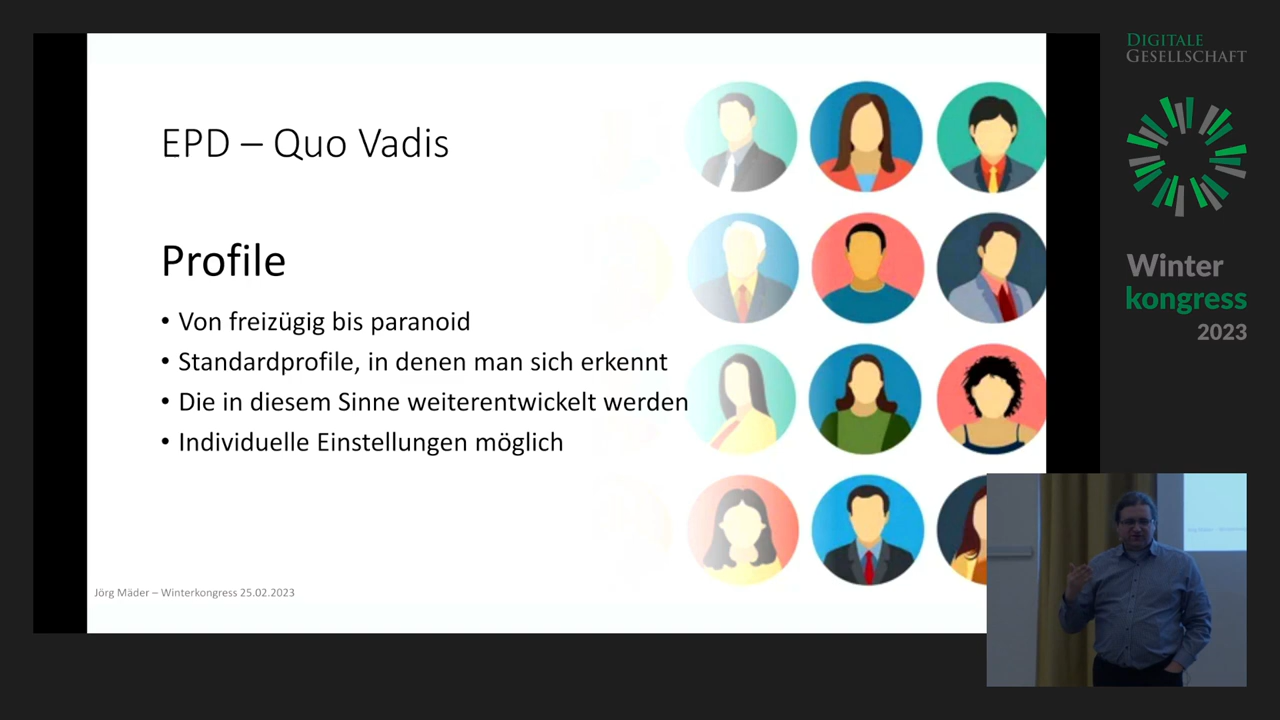 EPD – Quo Vadis
Profile
• Von freizügig bis paranoid
• Standardprofile, in denen man sich erkennt
• Die in diesem Sinne weiterentwickelt werden
• Individuelle Einstellungen möglich
Jörg Mäder – Winterkongress 25.02.2023
DIGITALE
GESELLSCHAFT
Winter
kongress
2023